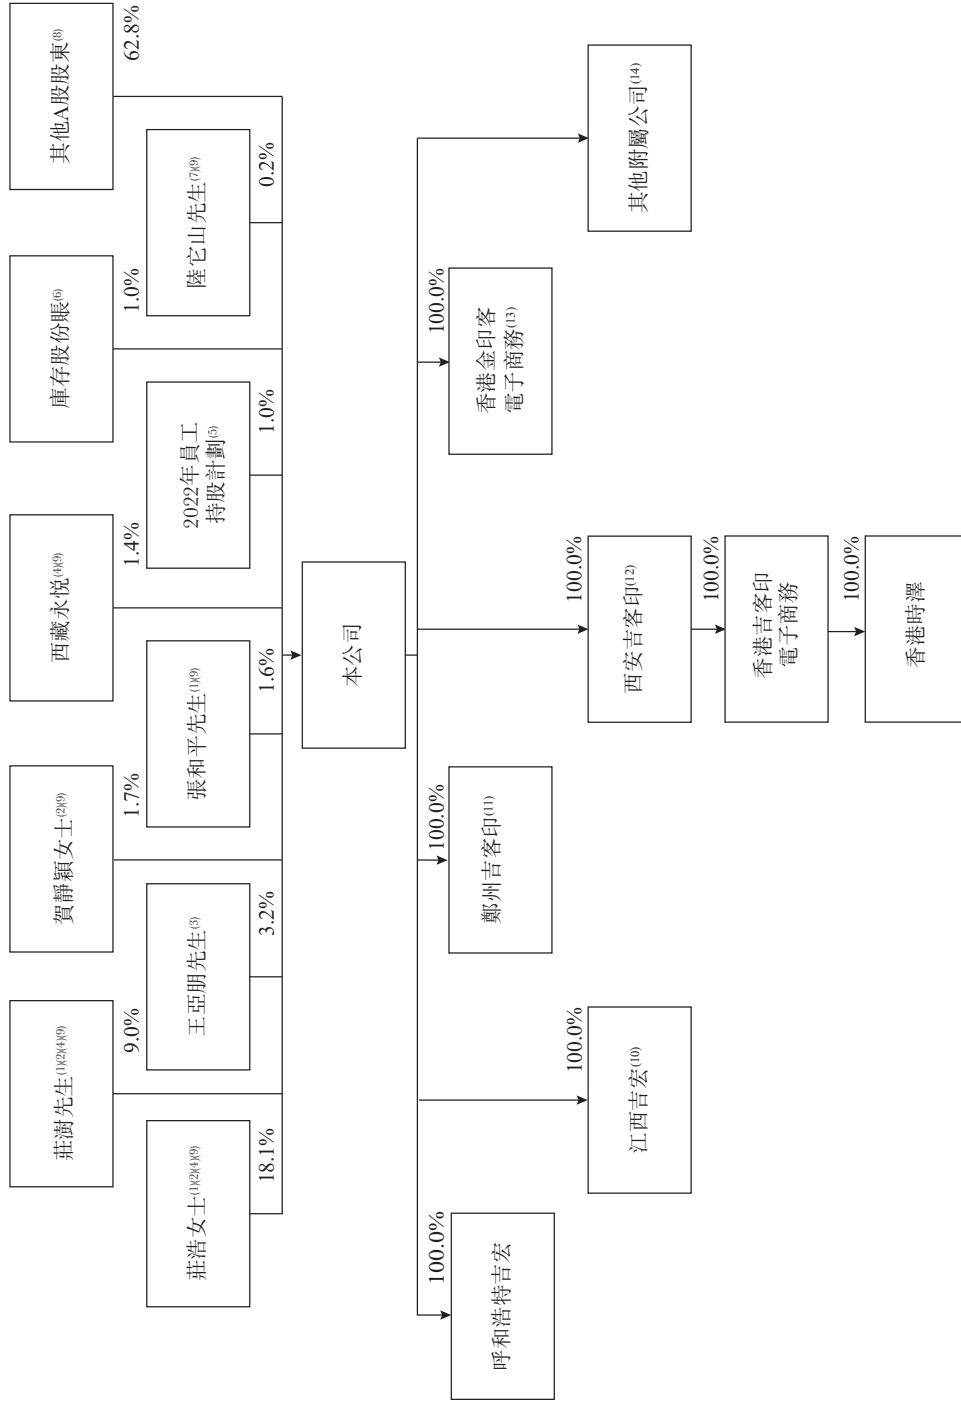 莊澍先生(1)(2)(4)(9)
賀靜穎女士(2)(9)
西藏永悦(4)(9)
庫存股份賬(6)
其他A股股東(8)
9.0%
1.7%
1.4%
1.0%
62.8%
莊浩女士(1)(2)(4)(9)
王亞朋先生(3)
張和平先生(1)(9)
2022年員工
持股計劃(5)
陸它山先生(7)(9)
18.1%
3.2%
1.6%
1.0%
0.2%
本公司
100.0%
100.0%
100.0%
呼和浩特吉宏
鄭州吉客印(11)
香港金印客
電子商務(13)
100.0%
100.0%
江西吉宏(10)
西安吉客印(12)
其他附屬公司(14)
100.0%
香港吉客印
電子商務
100.0%
香港時澤